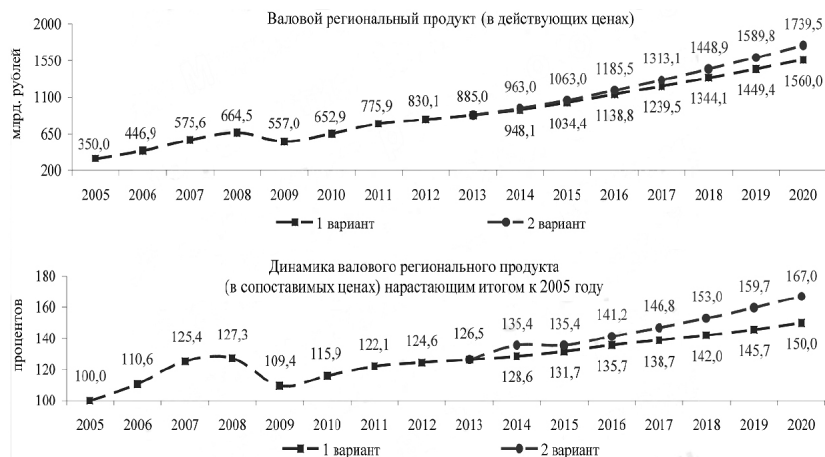 Валовой региональный продукт (в действующих ценах)
млрд. рублей
2000
1550
1100
650
200
350,0 446,9 575,6 664,5 557,0 652,9 775,9 830,1 885,0 963,0 1063,0 1185,5 1313,1 1448,9 1589,8 1739,5
948,1 1034,4 1138,8 1239,5 1344,1 1449,4 1560,0
2005 2006 2007 2008 2009 2010 2011 2012 2013 2014 2015 2016 2017 2018 2019 2020
1 вариант 2 вариант
Динамика валового регионального продукта
(в сопоставимых ценах) нарастающим итогом к 2005 году
процентов
180
160
140
120
100
100,0 110,6 125,4 127,3 109,4 115,9 122,1 124,6 126,5 135,4 135,4 141,2 146,8 153,0 159,7 167,0
128,6 131,7 135,7 138,7 142,0 145,7 150,0
2005 2006 2007 2008 2009 2010 2011 2012 2013 2014 2015 2016 2017 2018 2019 2020
1 вариант 2 вариант